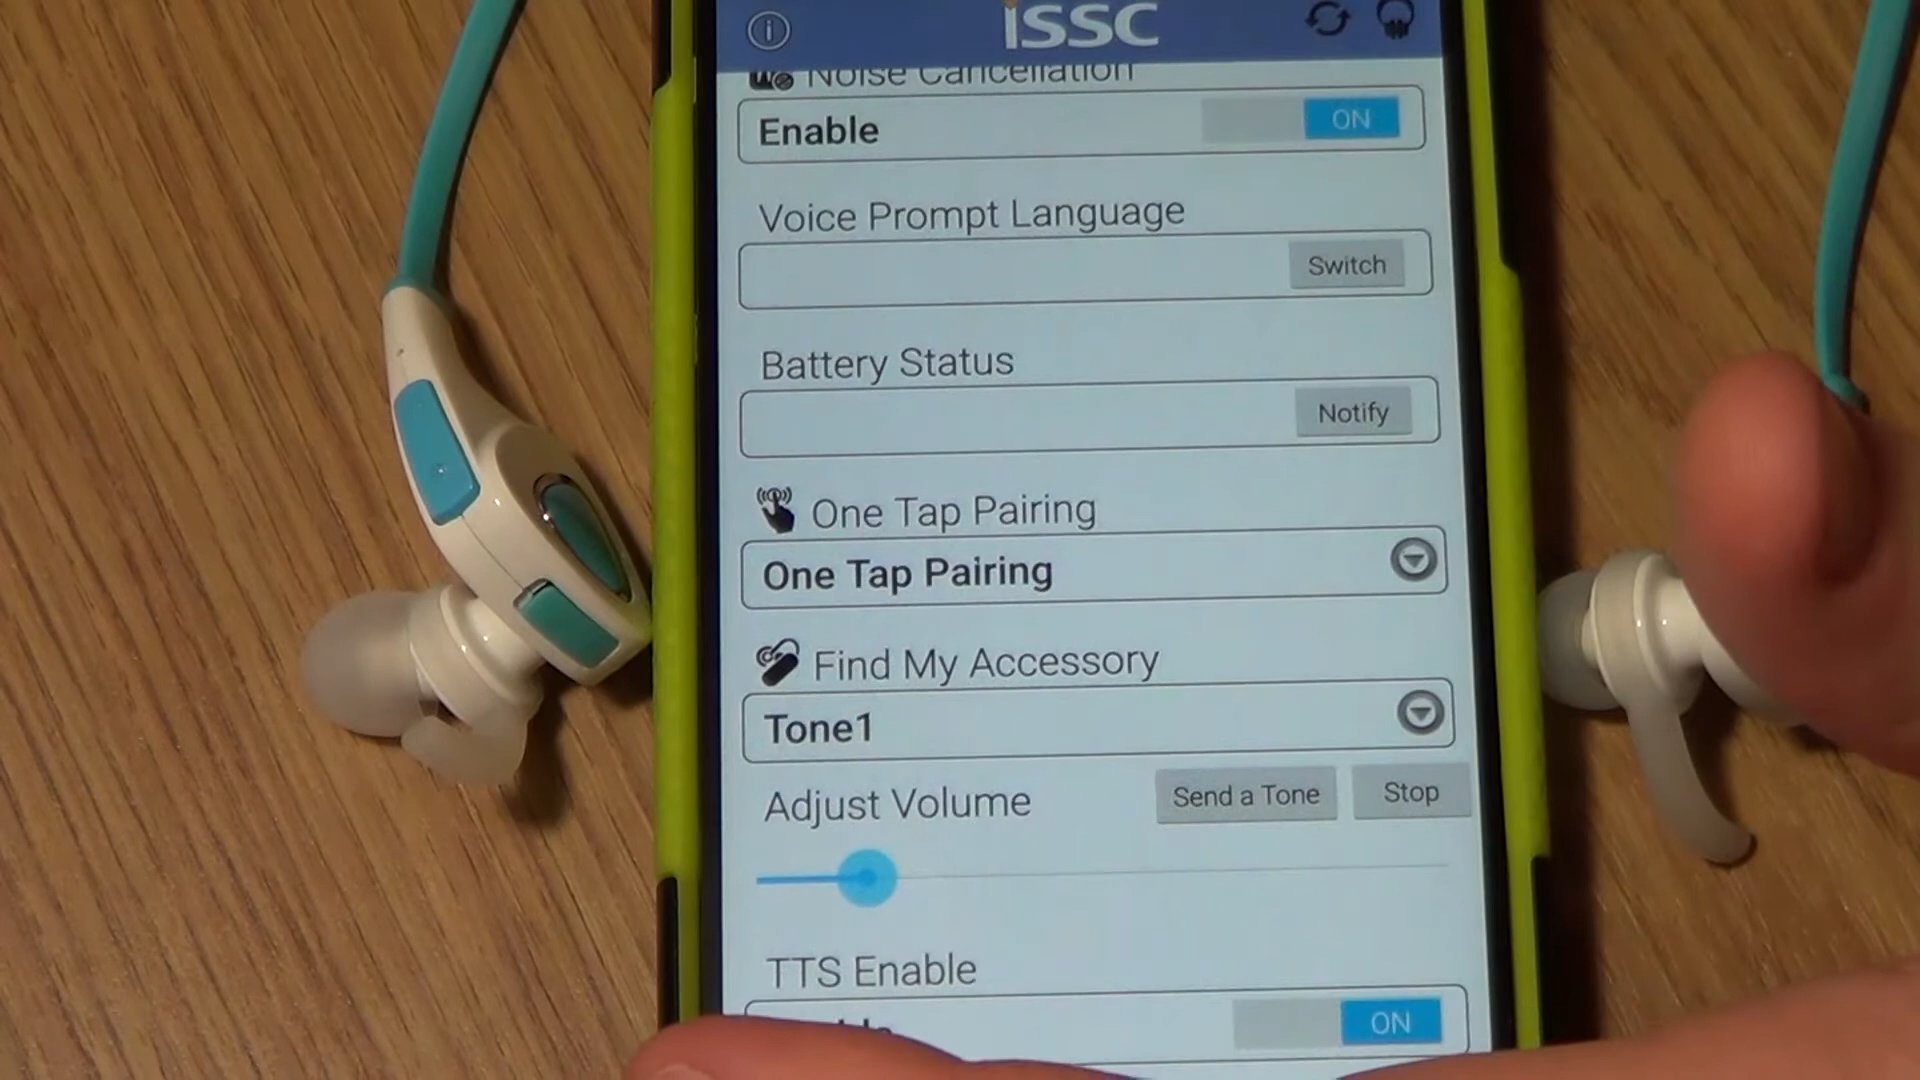 iSSC
Noise Cancellation
Enable
ON
Voice Prompt Language
Switch
Battery Status
Notify
One Tap Pairing
One Tap Pairing
Find My Accessory
Tone1
Adjust Volume
Send a Tone
Stop
TTS Enable
ON